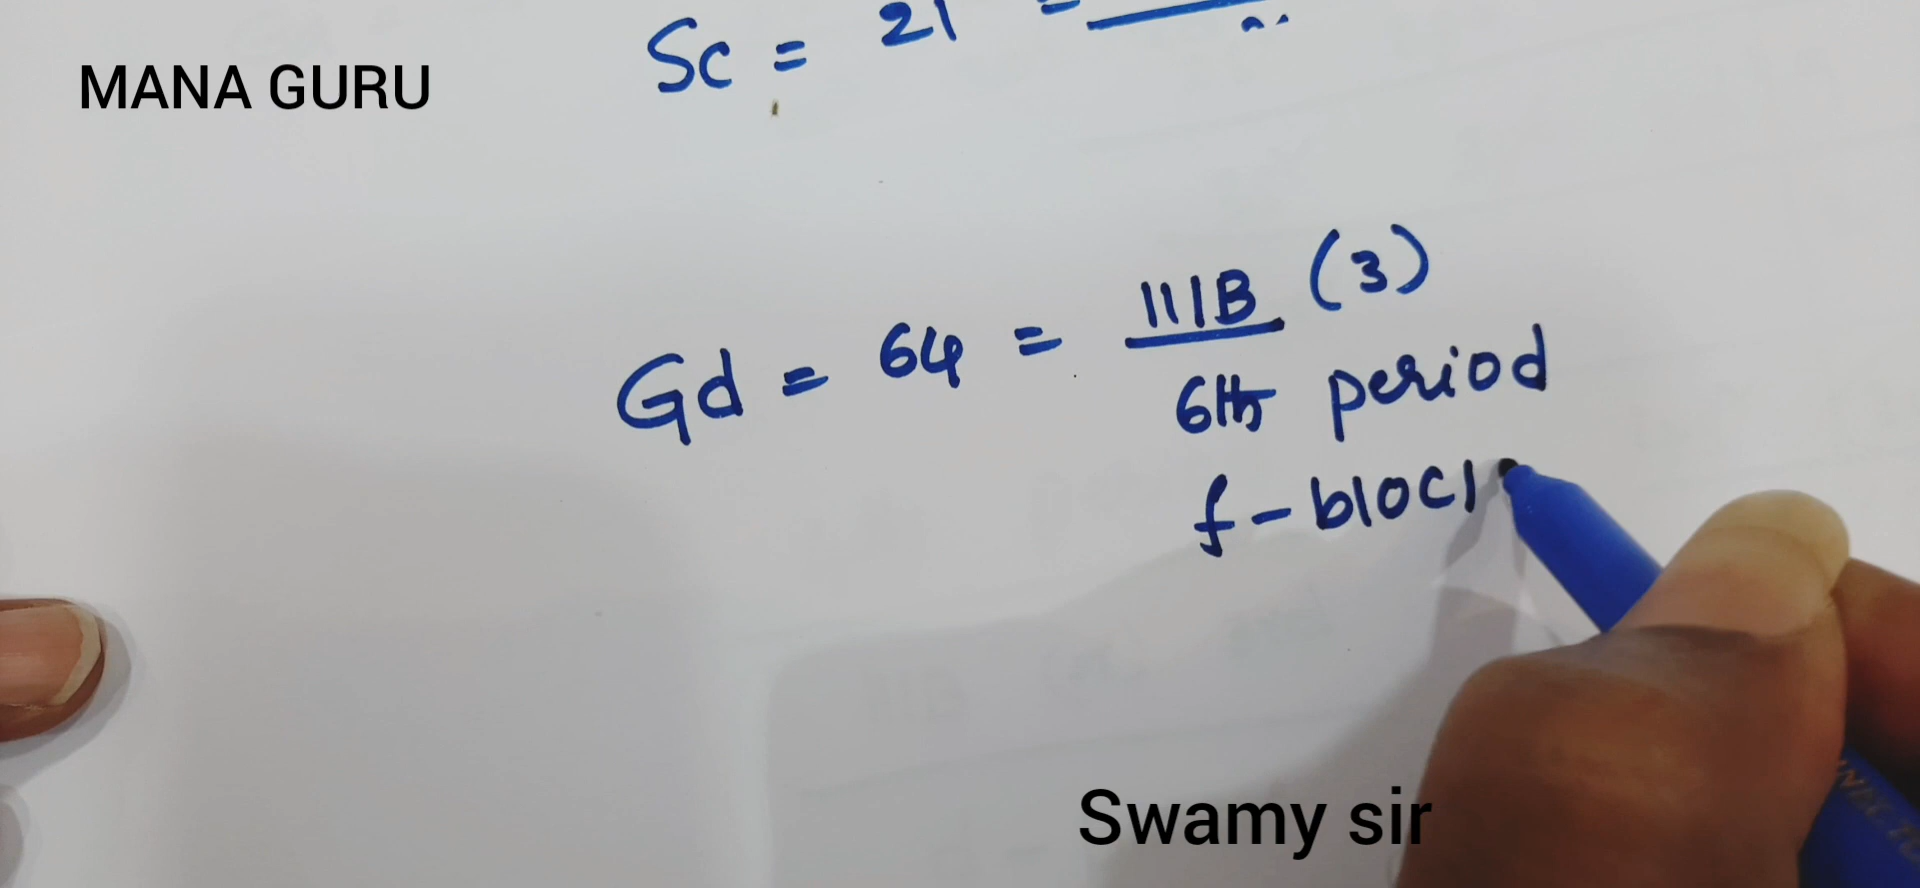 MANA GURU
Sc = 21 =
Gd = 64 = IIIB (3)
6th period
f-block
Swamy sir